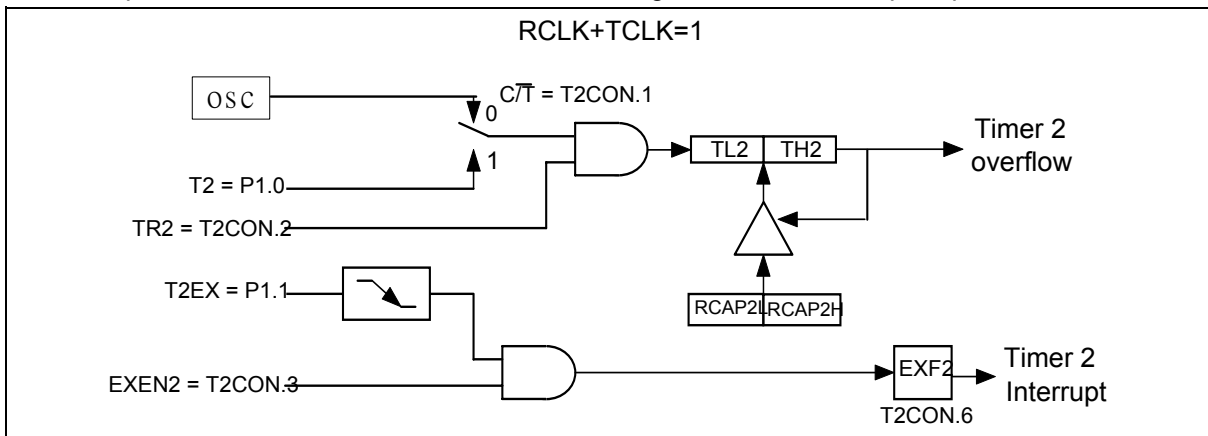 RCLK+TCLK=1
OSC
C/T̅ = T2CON.1
0
1
T2 = P1.0
TR2 = T2CON.2
TL2 TH2
Timer 2
overflow
T2EX = P1.1
RCAP2L RCAP2H
EXEN2 = T2CON.3
EXF2
T2CON.6
Timer 2
Interrupt